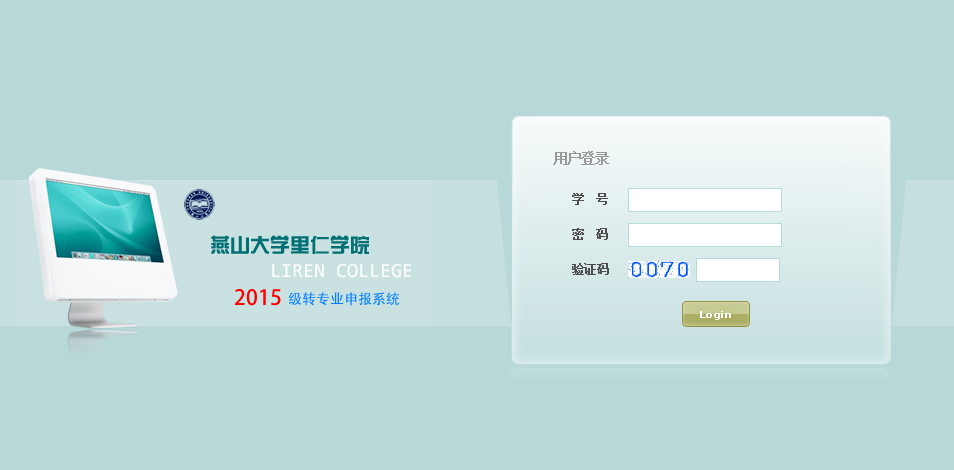 燕山大学里仁学院
LIREN COLLEGE
2015 级转专业申报系统
用户登录
学 号
密 码
验证码 0070
Login